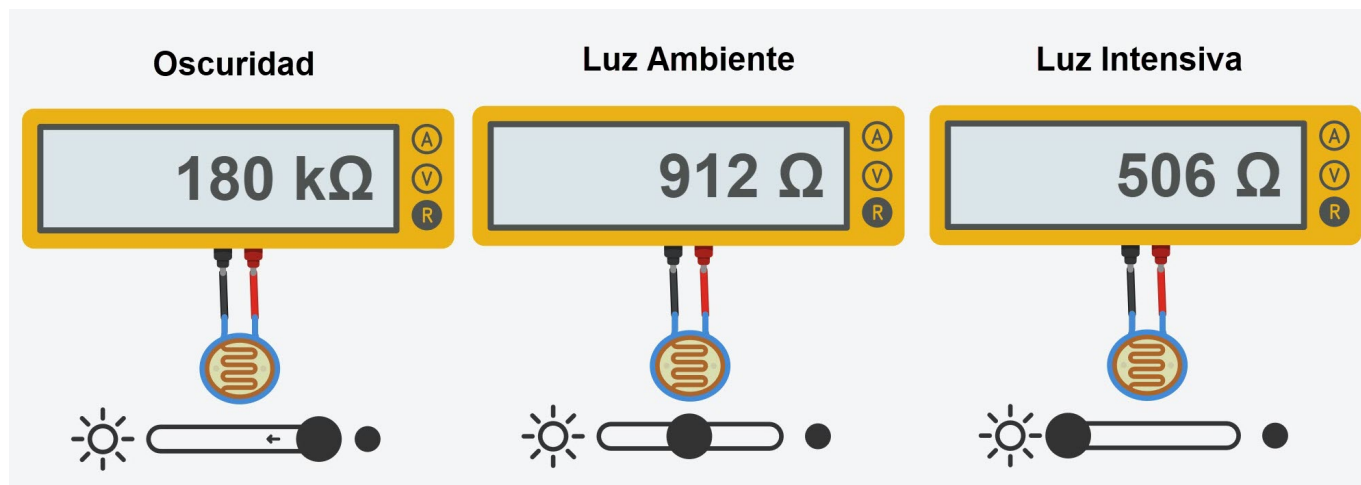 Oscuridad
Luz Ambiente
Luz Intensiva
180 kΩ
A
V
R
912 Ω
A
V
R
506 Ω
A
V
R